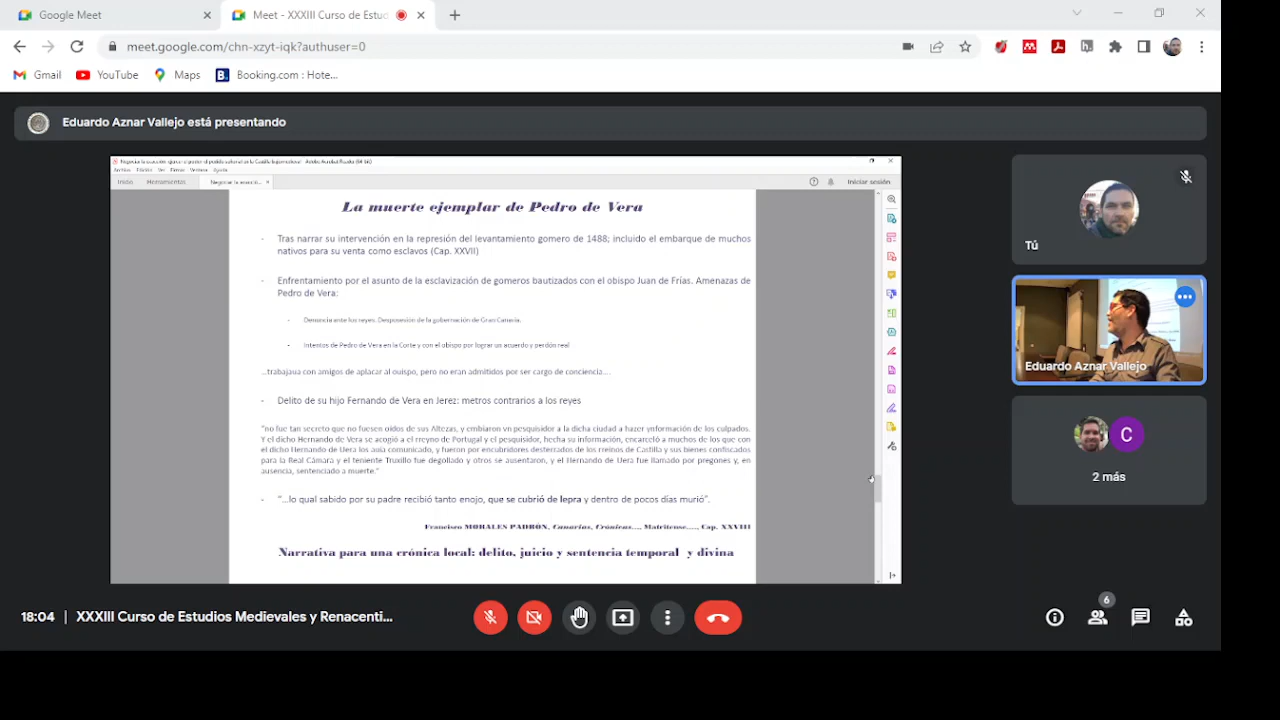 Google Meet
Meet - XXXIII Curso de Estud
meet.google.com/chn-xzyt-iqk?authuser=0
Gmail YouTube Maps B. Booking.com : Hote...
Eduardo Aznar Vallejo está presentando
Archivo Edición Ver Firmar Ventana Ayuda
Inicio Herramientas Iniciar sesión
La muerte ejemplar de Pedro de Vera
- Tras narrar su intervención en la represión del levantamiento gomero de 1488; incluido el embarque de muchos
nativos para su venta como esclavos (Cap. XXVII)
- Enfrentamiento por el asunto de la esclavización de gomeros bautizados con el obispo Juan de Frías. Amenazas de
Pedro de Vera:
- Denuncia ante los reyes: Desposesión de la gobernación de Gran Canaria.
- Intentos de Pedro de Vera en la Corte y con el obispo por lograr un acuerdo y perdón real
...trabajaua con amigos de aplacar al ouispo, pero no eran admitidos por ser cargo de conciencia....
- Delito de su hijo Fernando de Vera en Jerez: metros contrarios a los reyes
"no fue tan secreto que no fuesen oídos de sus Altezas, y embiaron vn pesquisidor a la dicha ciudad a hazer ynformación de los culpados.
Y el dicho Hernando de Vera se acogió a el rreyno de Portugal y el pesquisidor, hecha su información, encarceló a muchos de los que con
el dicho Hernando de Uera los auía comunicado, y fueron por encubridores desterrados de los reinos de Castilla y sus bienes confiscados
para la Real Cámara y el teniente Truxillo fue degollado y otros se ausentaron, y el Hernando de Uera fue llamado por pregones y, en
ausencia, sentenciado a muerte."
- "...lo qual sabido por su padre recibió tanto enojo, que se cubrió de lepra y dentro de pocos días murió".
Francisco MORALES PADRÓN, Canarias, Crónicas..., Matritense...., Cap. XXVIII
Narrativa para una crónica local: delito, juicio y sentencia temporal y divina
Tú
Eduardo Aznar Vallejo
C
2 más
18:04 | XXXIII Curso de Estudios Medievales y Renacenti...
6